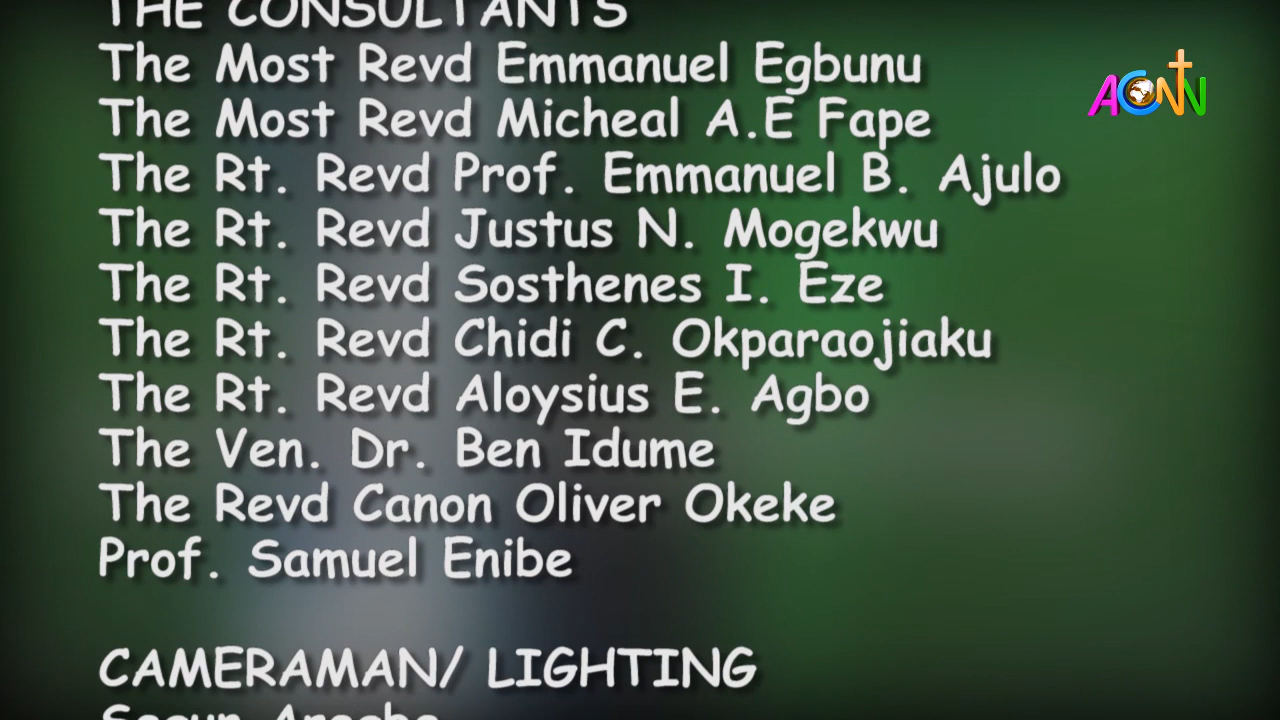 THE CONSULTANTS
The Most Revd Emmanuel Egbunu
The Most Revd Micheal A.E Fape
The Rt. Revd Prof. Emmanuel B. Ajulo
The Rt. Revd Justus N. Mogekwu
The Rt. Revd Sosthenes I. Eze
The Rt. Revd Chidi C. Okparaojiaku
The Rt. Revd Aloysius E. Agbo
The Ven. Dr. Ben Idume
The Revd Canon Oliver Okeke
Prof. Samuel Enibe
CAMERAMAN/ LIGHTING
ACNN